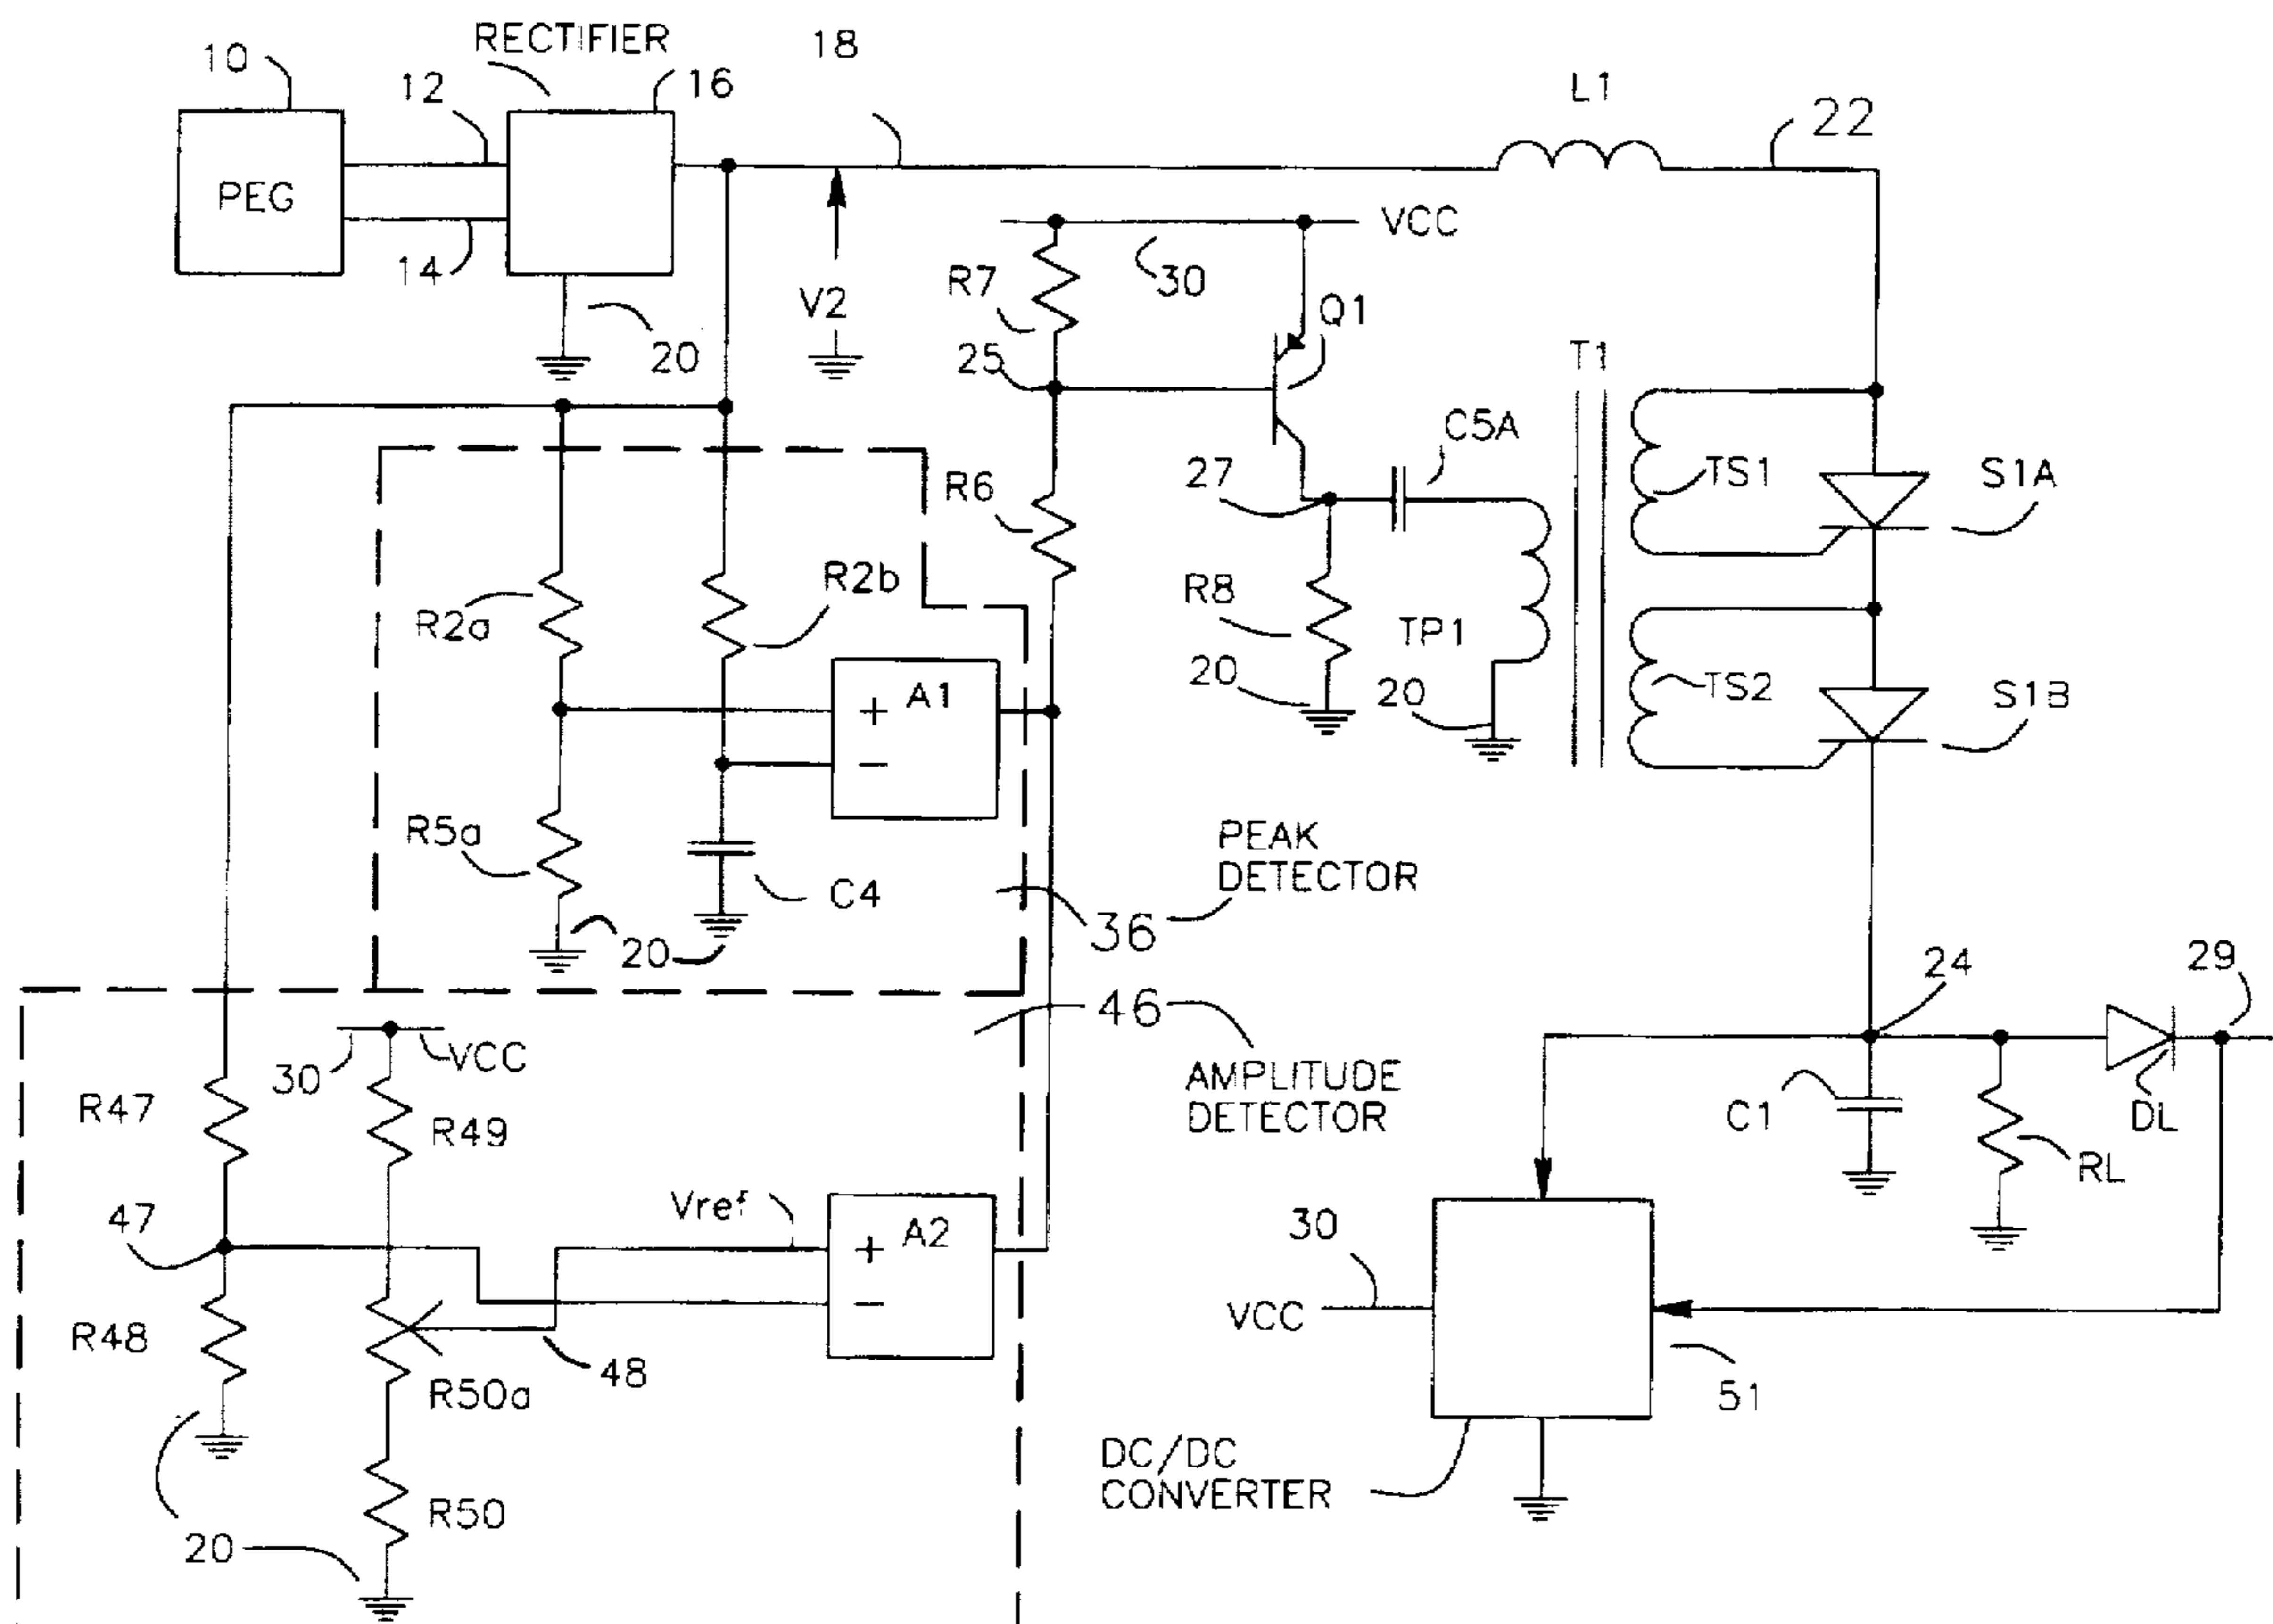 RECTIFIER
18
10
12
16
L1
22
PEG
14
VCC
30
R7
V2
Q1
20
25
T1
C5A
27
R6
TS1
S1A
R2a
R2b
R8
TP1
A1
+
−
20
20
TS2
S1B
R5a
C4
PEAK
DETECTOR
20
36
24
29
46
30
VCC
AMPLITUDE
DETECTOR
R47
R49
C1
DL
RL
47
Vref
A2
+
−
30
VCC
R48
48
R50a
51
DC/DC
CONVERTER
R50
20